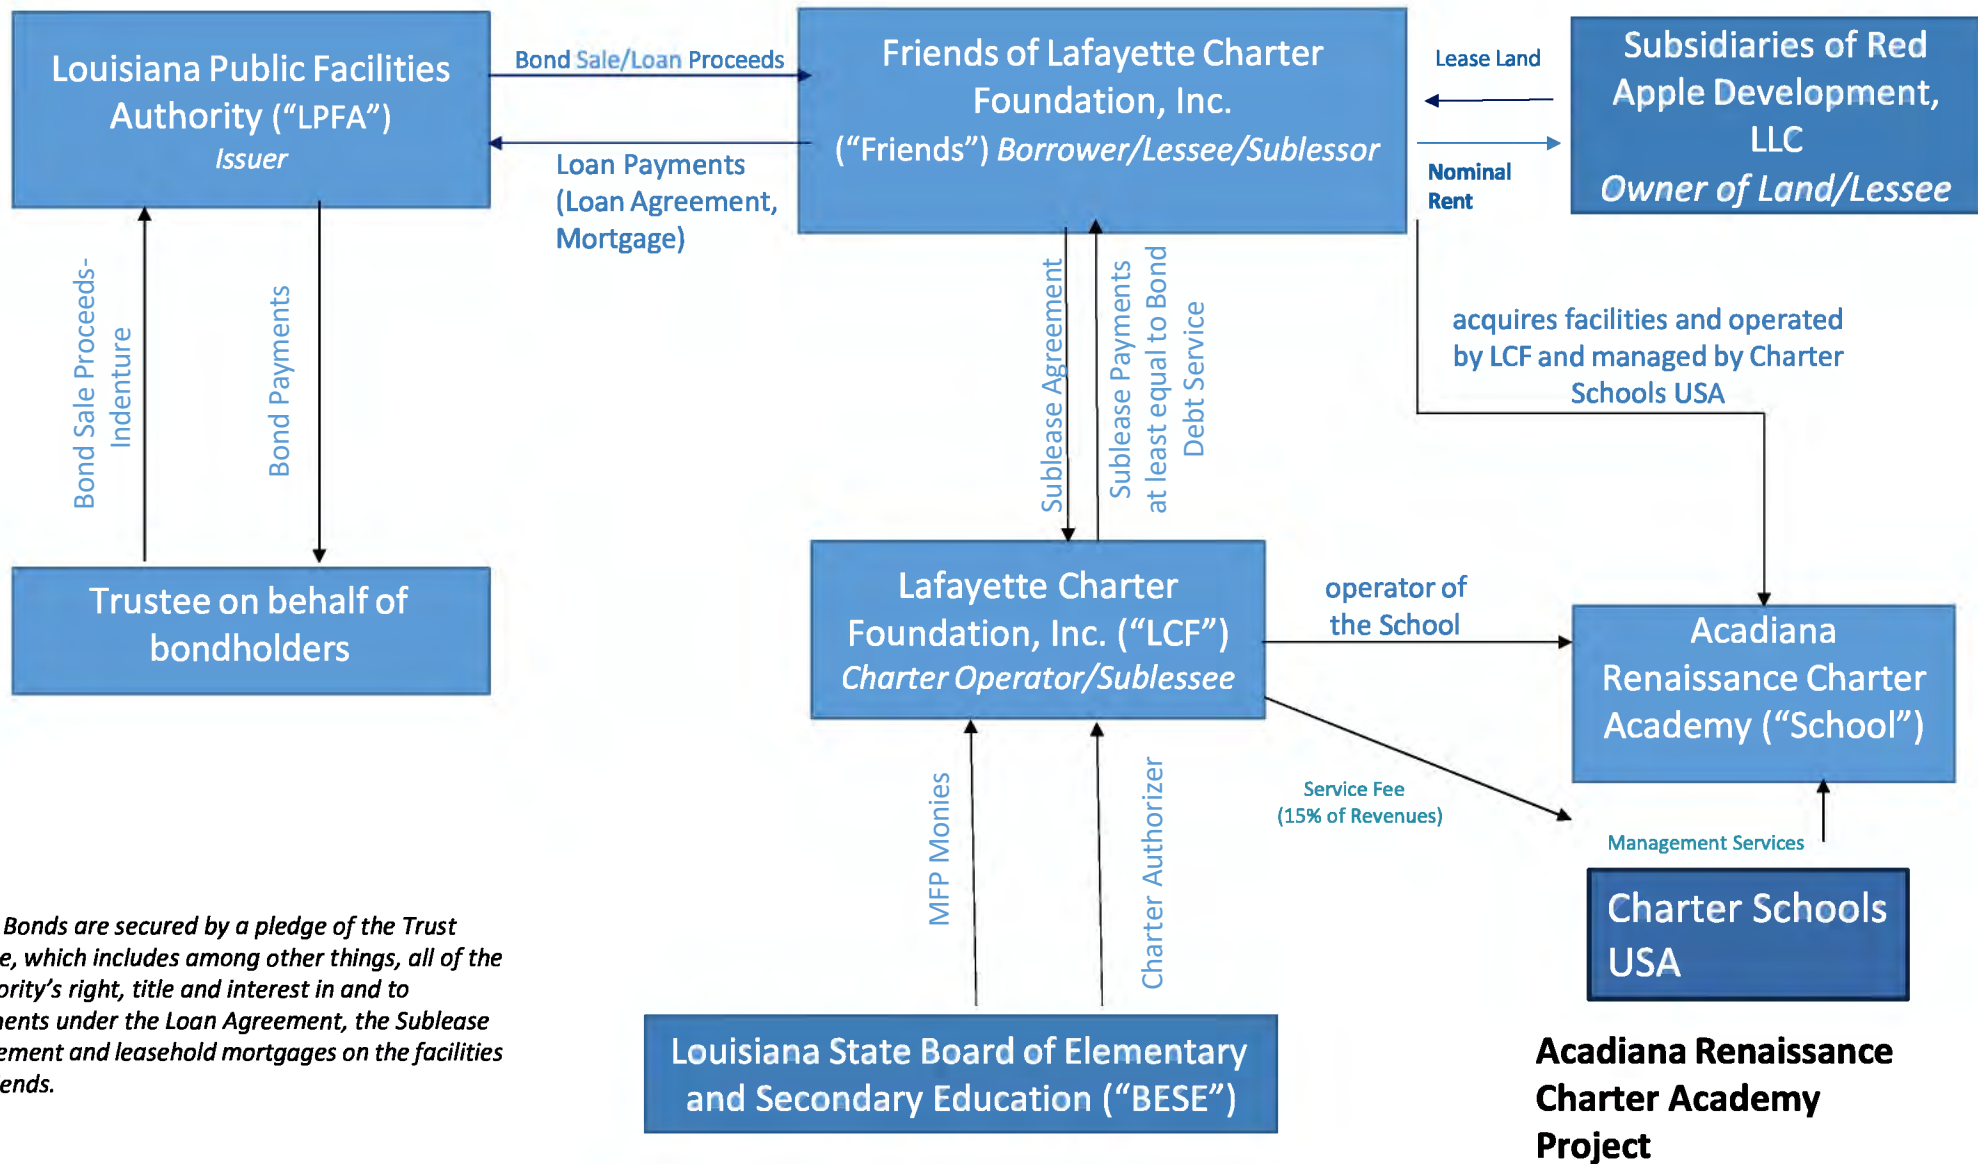 Louisiana Public Facilities
Authority (“LPFA”)
Issuer
Bond Sale/Loan Proceeds
Loan Payments
(Loan Agreement,
Mortgage)
Friends of Lafayette Charter
Foundation, Inc.
(“Friends”) Borrower/Lessee/Sublessor
Lease Land
Nominal
Rent
Subsidiaries of Red
Apple Development,
LLC
Owner of Land/Lessee
Bond Sale Proceeds-
Indenture
Bond Payments
Sublease Agreement
Sublease Payments
at least equal to Bond
Debt Service
acquires facilities and operated
by LCF and managed by Charter
Schools USA
Trustee on behalf of
bondholders
Lafayette Charter
Foundation, Inc. (“LCF”)
Charter Operator/Sublessee
operator of
the School
Acadiana
Renaissance Charter
Academy (“School”)
Service Fee
(15% of Revenues)
Management Services
MFP Monies
Charter Authorizer
Charter Schools
USA
Bonds are secured by a pledge of the Trust
e, which includes among other things, all of the
ority’s right, title and interest in and to
nents under the Loan Agreement, the Sublease
ement and leasehold mortgages on the facilities
iends.
Louisiana State Board of Elementary
and Secondary Education (“BESE”)
Acadiana Renaissance
Charter Academy
Project